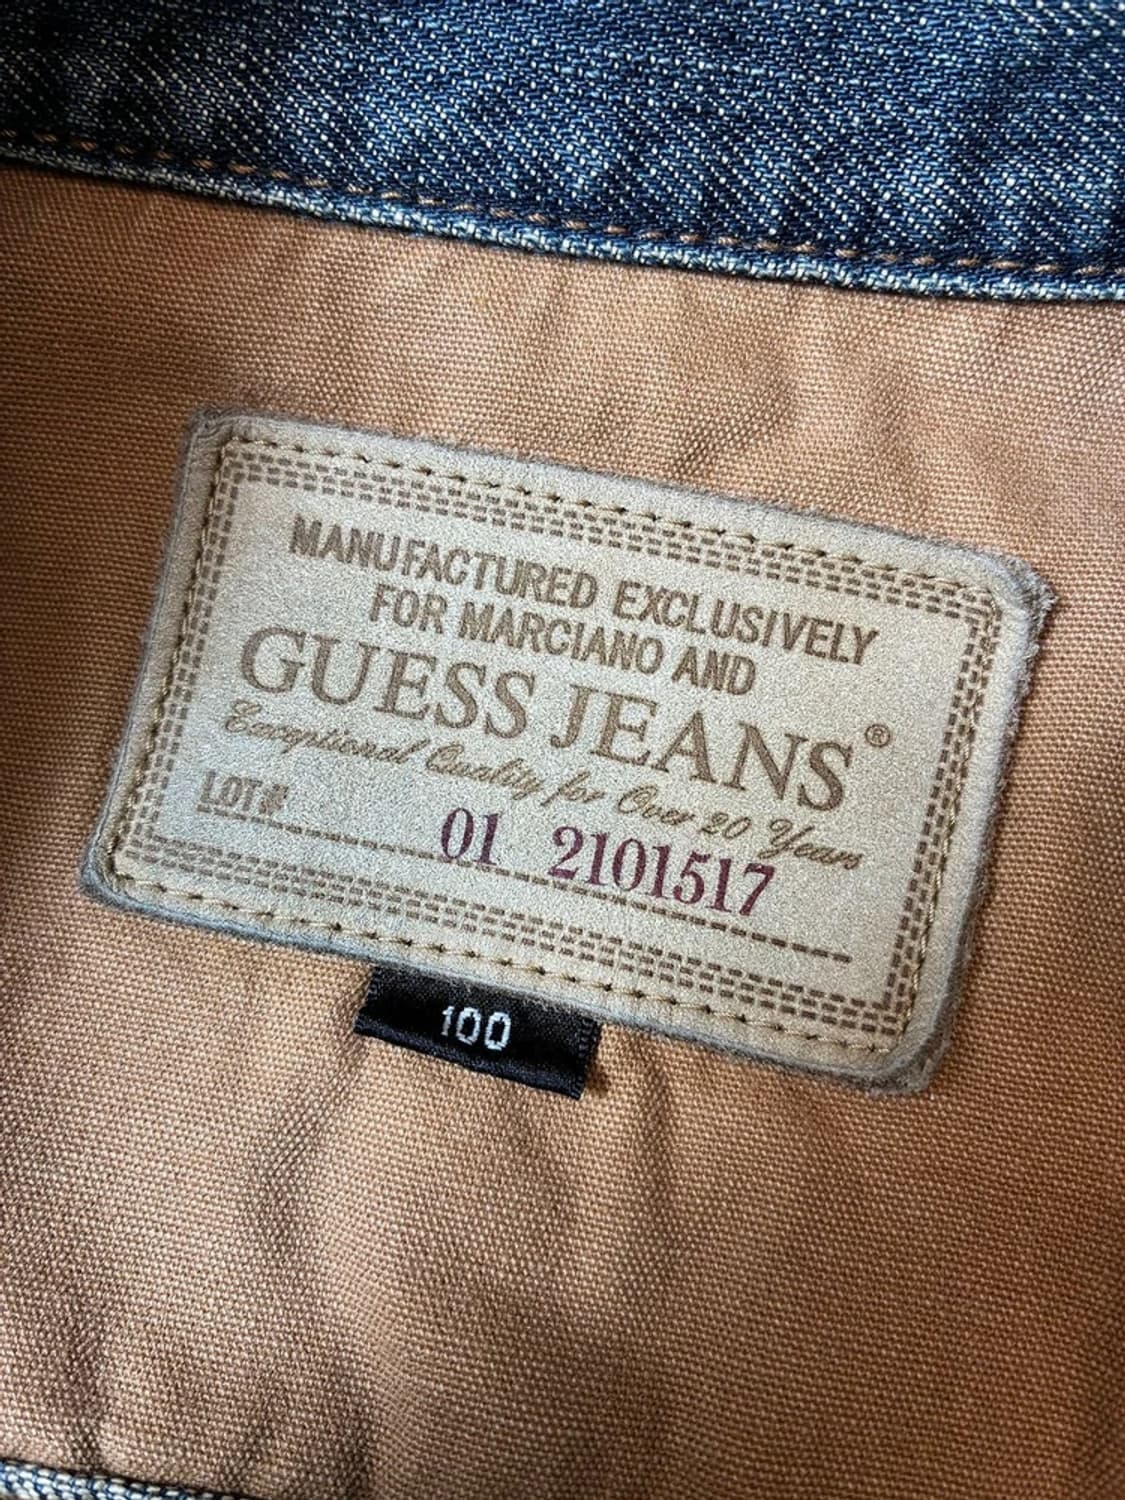 MANUFACTURED EXCLUSIVELY
FOR MARCIANO AND
GUESS JEANS®
Exceptional Quality for Over 20 Years
LOT# 01 2101517
100